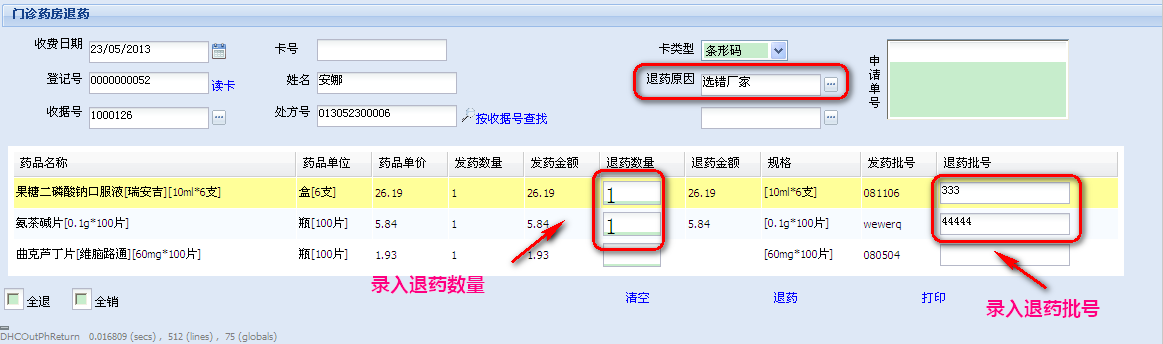 门诊药房退药
收费日期 23/05/2013 卡号 卡类型 条形码
登记号 0000000052 读卡 姓名 安娜 退药原因 选错厂家 申请单号
收据号 1000126 处方号 013052300006 按收据号查找
药品名称 药品单位 药品单价 发药数量 发药金额 退药数量 退药金额 规格 发药批号 退药批号
果糖二磷酸钠口服液[瑞安吉][10ml*6支] 盒[6支] 26.19 1 26.19 1 26.19 [10ml*6支] 081106 333
氨茶碱片[0.1g*100片] 瓶[100片] 5.84 1 5.84 1 5.84 [0.1g*100片] wewerq 44444
曲克芦丁片[维脑路通][60mg*100片] 瓶[100片] 1.93 1 1.93 [60mg*100片] 080504
录入退药数量
全退 全销 清空 退药 打印
录入退药批号
DHCOutPhReturn 0.016809 (secs) , 512 (lines) , 75 (globals)